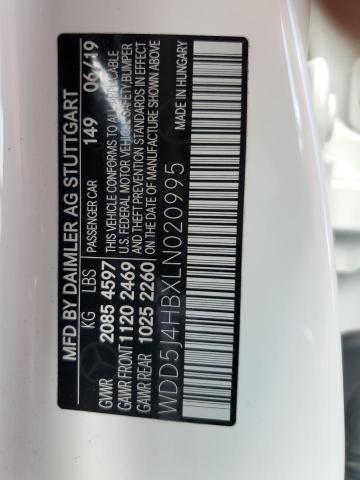 MFD BY DAIMLER AG STUTTGART
KG LBS PASSENGER CAR 149 06/19
GVWR 2085 4597 THIS VEHICLE CONFORMS TO ALL APPLICABLE
U.S. FEDERAL MOTOR VEHICLE SAFETY, BUMPER
GAWR FRONT 1120 2469 AND THEFT PREVENTION STANDARDS IN EFFECT
GAWR REAR 1025 2260 ON THE DATE OF MANUFACTURE SHOWN ABOVE
WDD5J4HBXLN020995 MADE IN HUNGARY